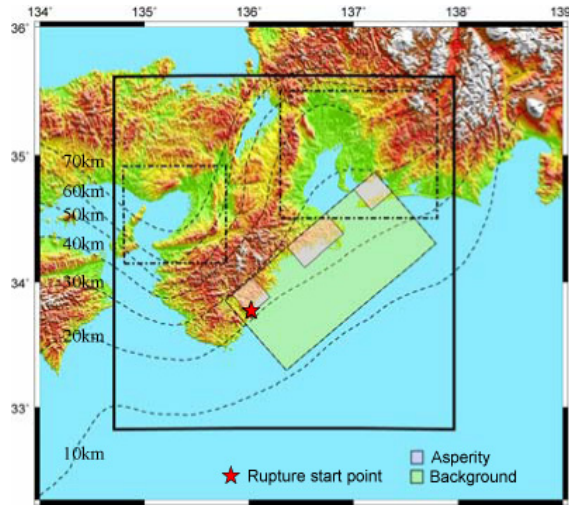 134° 135° 136° 137° 138° 139°
36°
35°
34°
33°
70km
60km
50km
40km
30km
20km
10km
Asperity
Rupture start point
Background